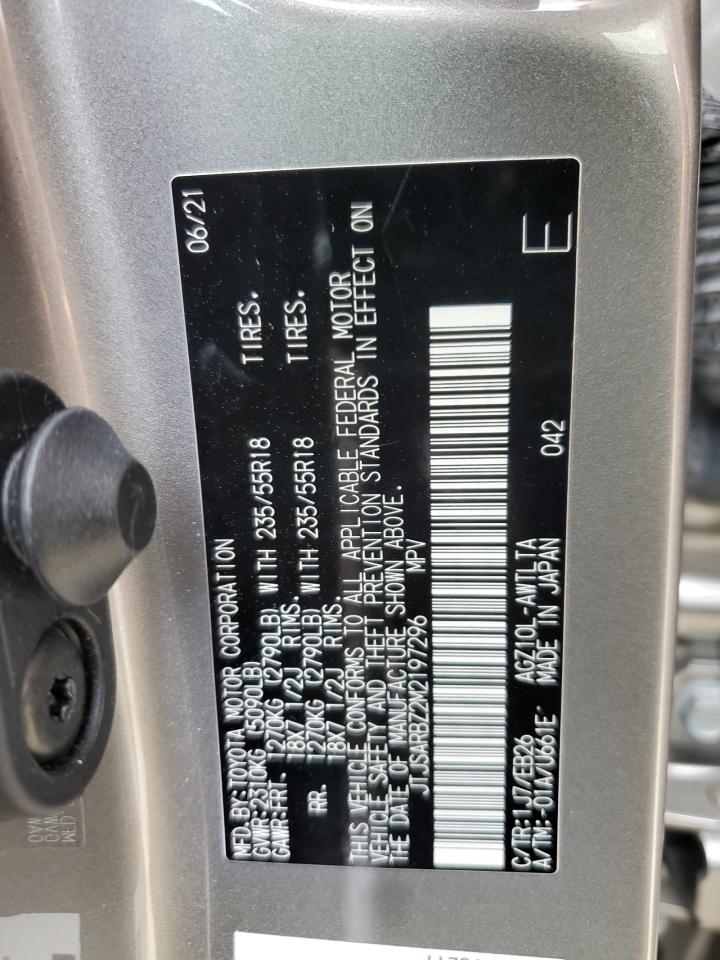 MFD.BY:TOYOTA MOTOR CORPORATION 06/21
GVWR:2310KG (5090LB)
GAWR:FRT. 1270KG (2790LB) WITH 235/55R18 TIRES.
18X7 1/2J RIMS.
RR. 1270KG (2790LB) WITH 235/55R18 TIRES.
18X7 1/2J RIMS.
THIS VEHICLE CONFORMS TO ALL APPLICABLE FEDERAL MOTOR
VEHICLE SAFETY AND THEFT PREVENTION STANDARDS IN EFFECT ON
THE DATE OF MANUFACTURE SHOWN ABOVE.
JJSARBZ2M2197296 MPV
C/TR:1J7/EB26 AGZ10L-AWTLTA 042 E
A/TM:-01A/U661E MADE IN JAPAN